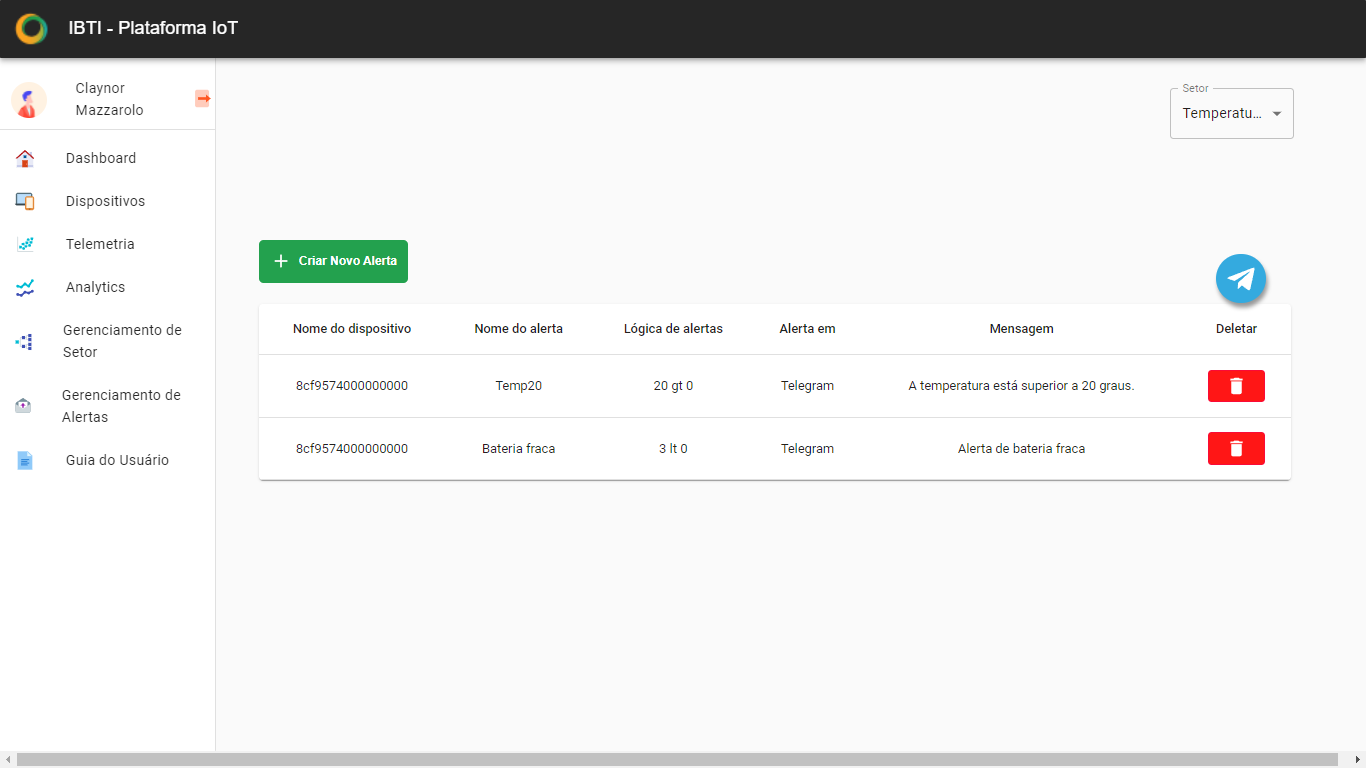 IBTI - Plataforma IoT
Claynor
Mazzarolo
Dashboard
Dispositivos
Telemetria
Analytics
Gerenciamento de
Setor
Gerenciamento de
Alertas
Guia do Usuário
Setor
Temperatu...
Criar Novo Alerta
Nome do dispositivo Nome do alerta Lógica de alertas Alerta em Mensagem Deletar
8cf9574000000000 Temp20 20 gt 0 Telegram A temperatura está superior a 20 graus.
8cf9574000000000 Bateria fraca 3 lt 0 Telegram Alerta de bateria fraca